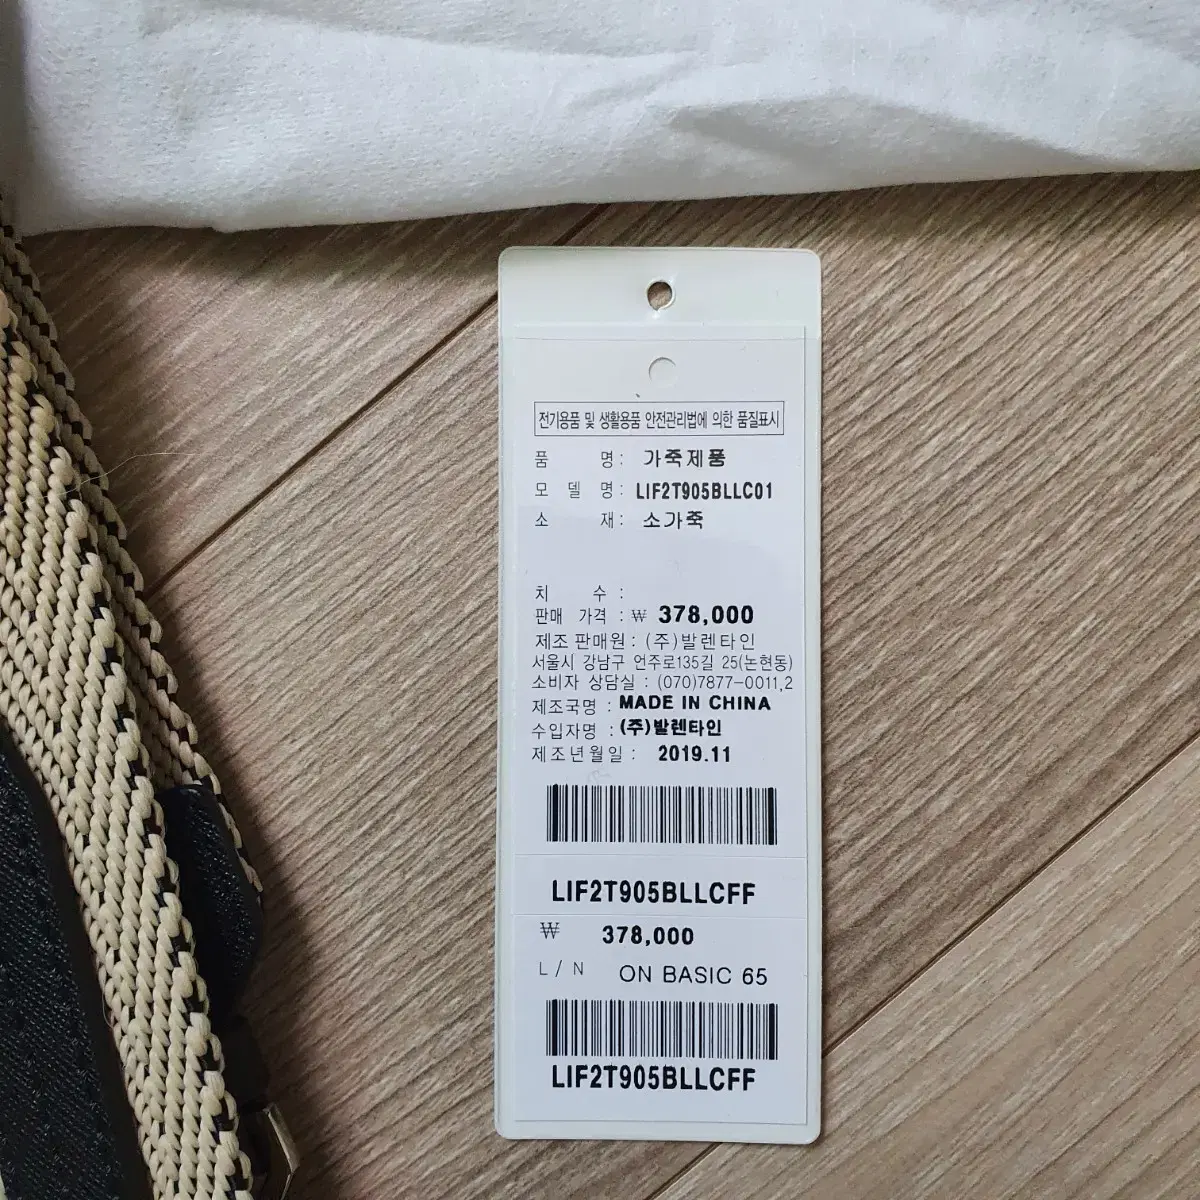 전기용품 및 생활용품 안전관리법에 의한 품질표시
품 명: 가죽제품
모 델 명: LIF2T905BLLC01
소 재: 소가죽
치 수 :
판매 가격 : ₩ 378,000
제조 판매원 : (주)발렌타인
서울시 강남구 언주로135길 25(논현동)
소비자 상담실 : (070)7877-0011,2
제조국명 : MADE IN CHINA
수입자명 : (주)발렌타인
제조년월일 : 2019.11
LIF2T905BLLCFF
₩ 378,000
L / N ON BASIC 65
LIF2T905BLLCFF